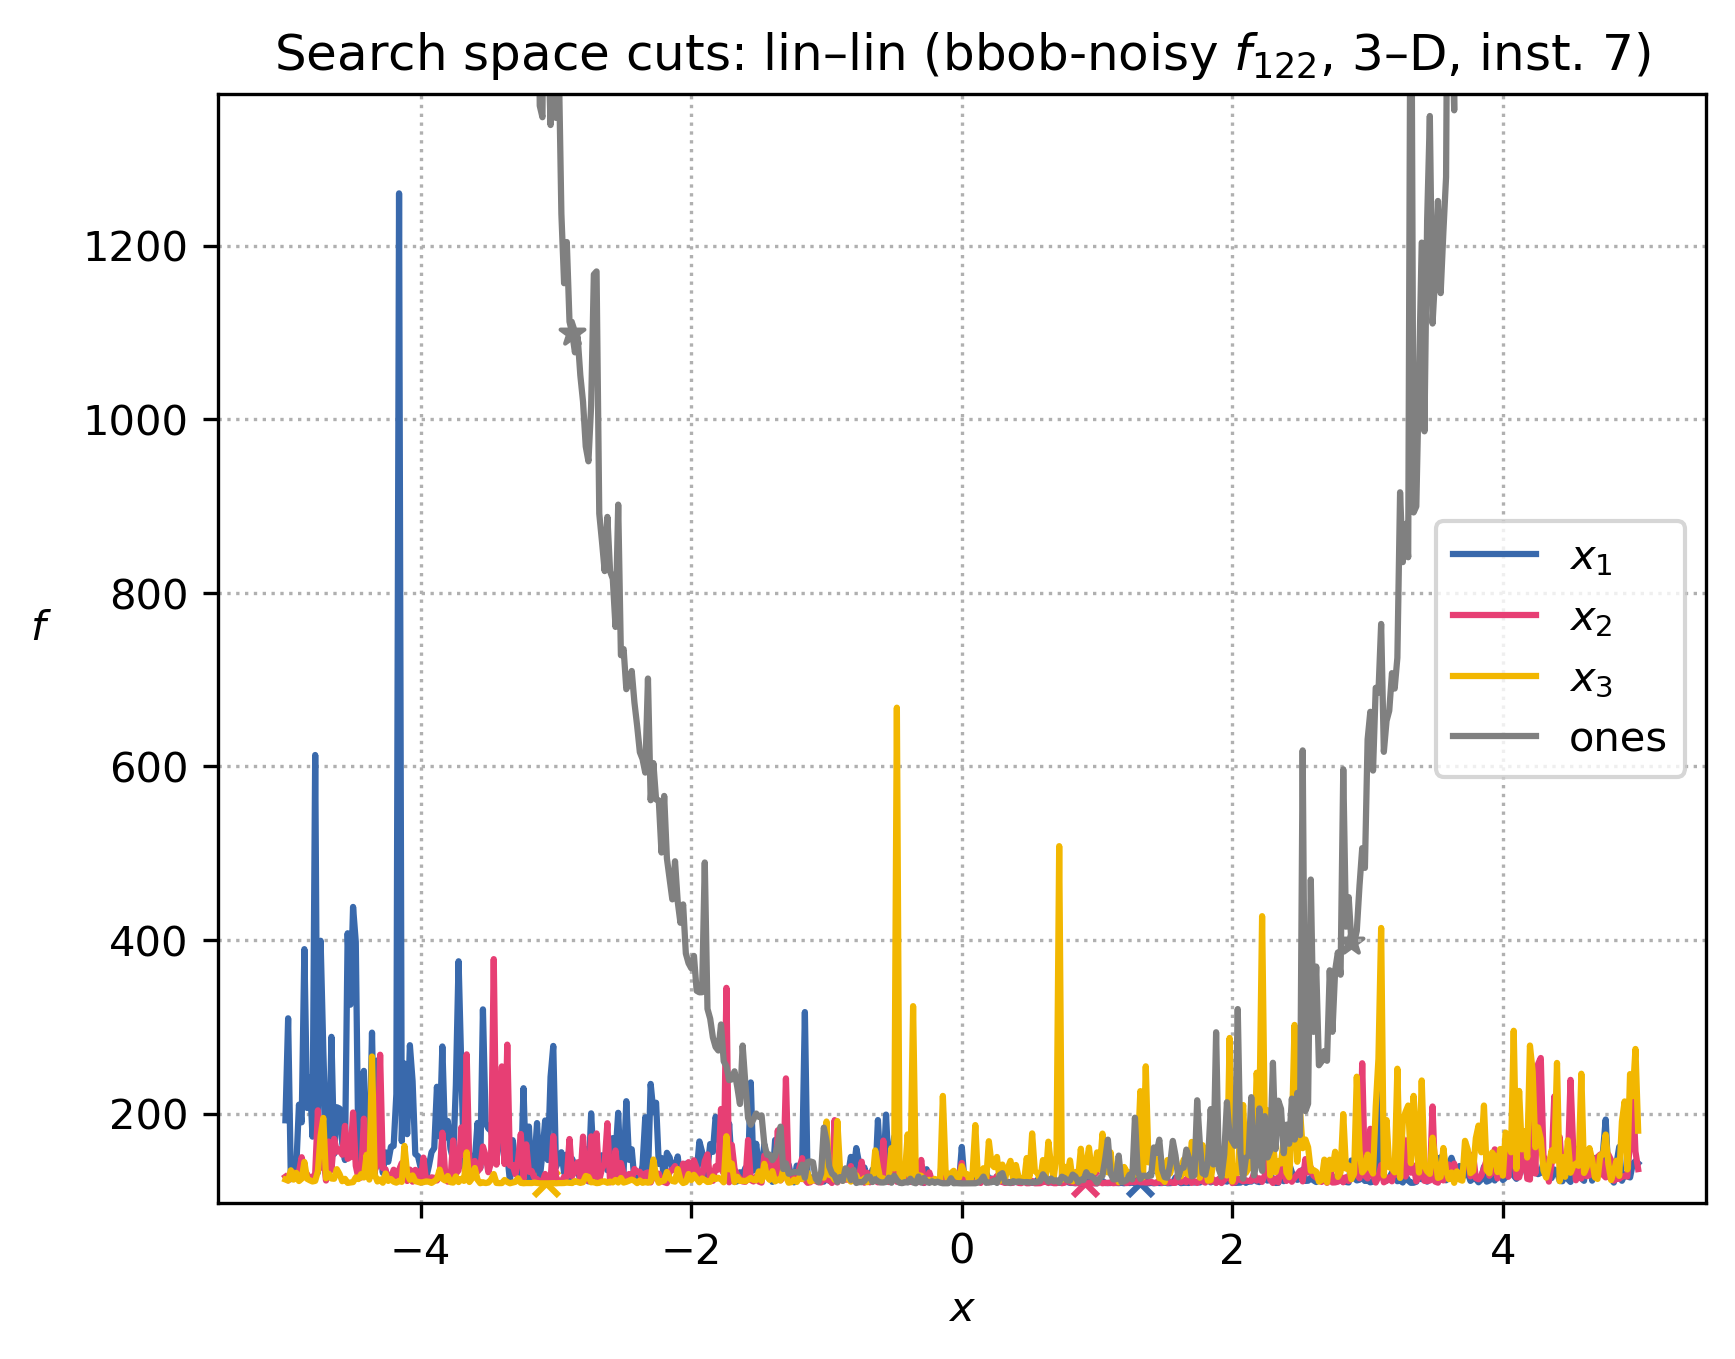 Search space cuts: lin–lin (bbob-noisy f122, 3–D, inst. 7)
1200
1000
800
600
400
200
f
x1
x2
x3
ones
−4 −2 0 2 4
x